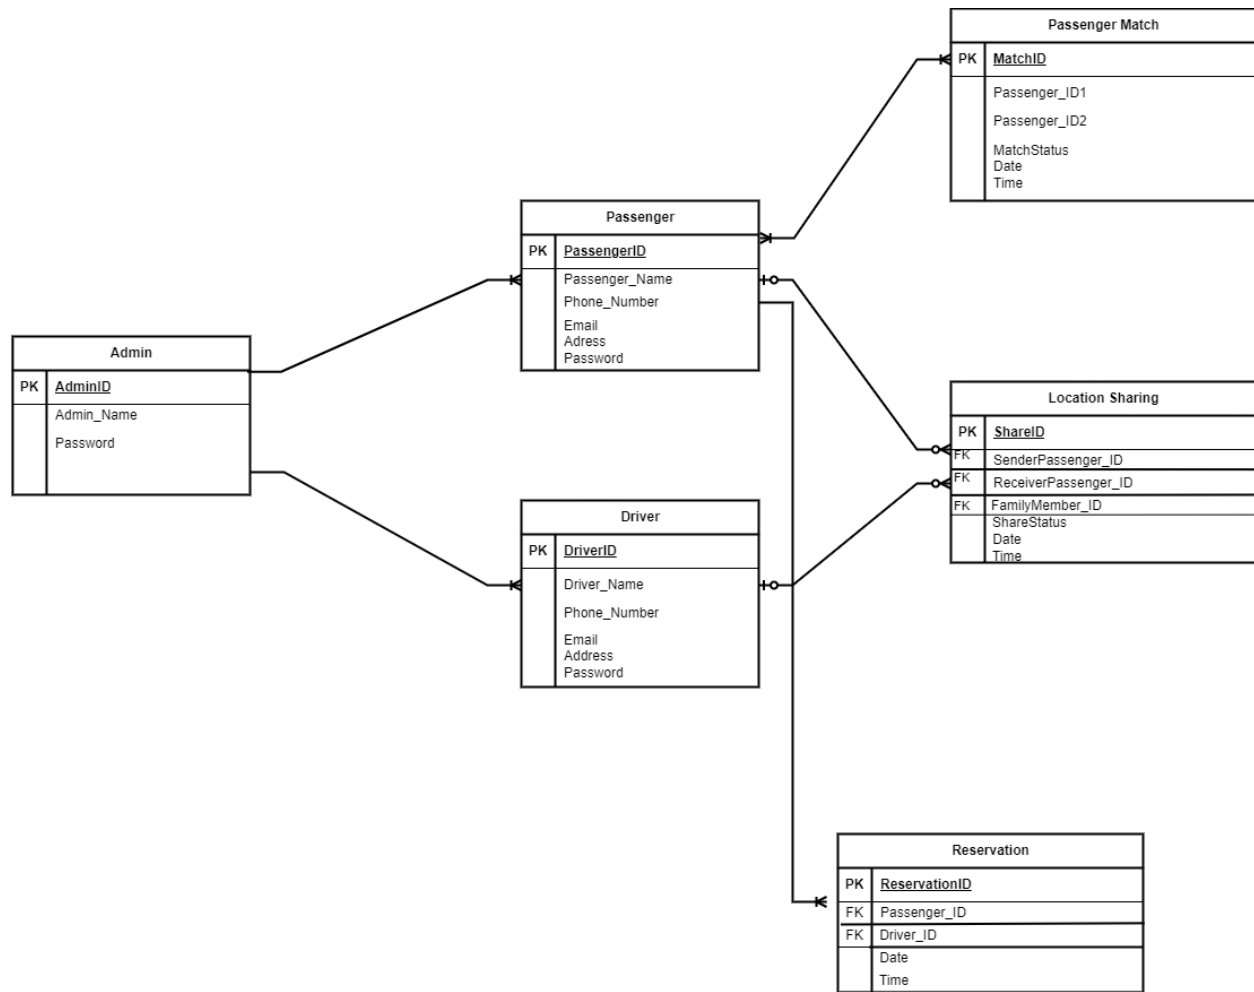 Passenger Match
PK MatchID
Passenger_ID1
Passenger_ID2
MatchStatus
Date
Time
Passenger
PK PassengerID
Passenger_Name
Phone_Number
Email
Adress
Password
Admin
PK AdminID
Admin_Name
Password
Location Sharing
PK ShareID
FK SenderPassenger_ID
FK ReceiverPassenger_ID
FK FamilyMember_ID
ShareStatus
Date
Time
Driver
PK DriverID
Driver_Name
Phone_Number
Email
Address
Password
Reservation
PK ReservationID
FK Passenger_ID
FK Driver_ID
Date
Time